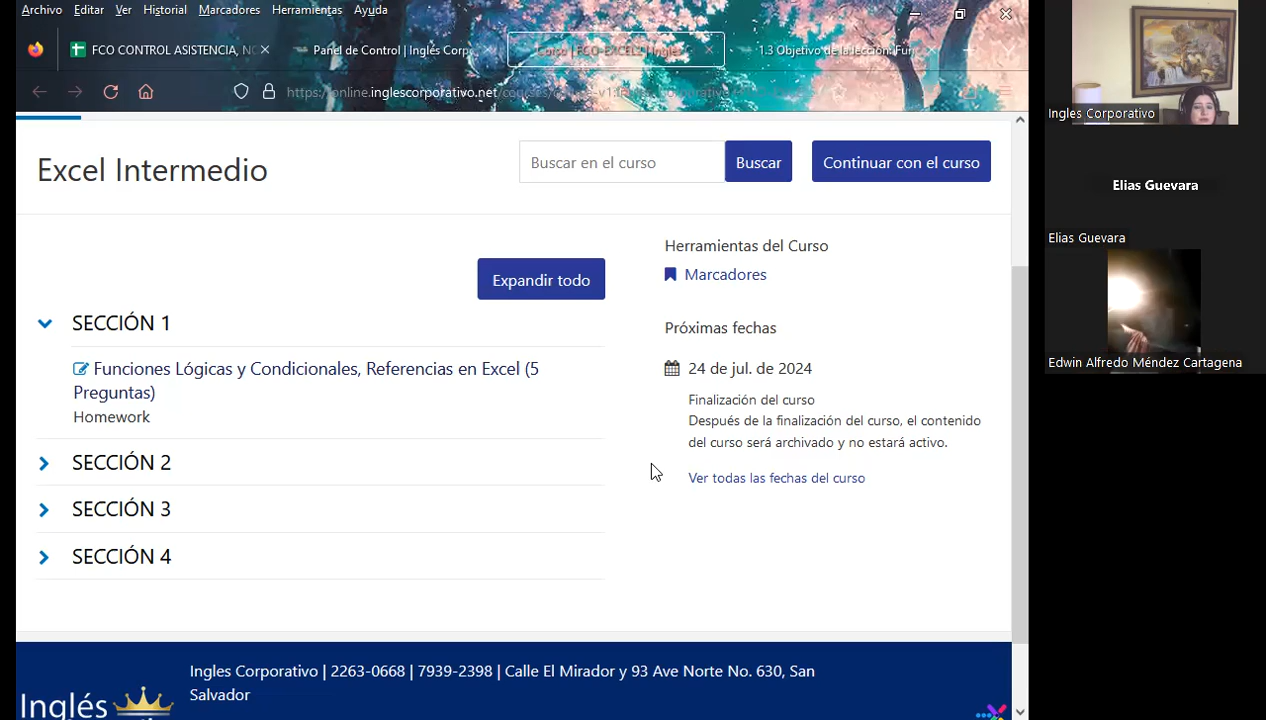 Archivo Editar Ver Historial Marcadores Herramientas Ayuda
FCO CONTROL ASISTENCIA, NO
Panel de Control | Inglés Corp
Curso | FCO-EXCEL2 | Inglés
1.3 Objetivo de la lección: Fun
online.inglescorporativo.net
Excel Intermedio
Buscar en el curso
Buscar
Continuar con el curso
Expandir todo
SECCIÓN 1
Funciones Lógicas y Condicionales, Referencias en Excel (5
Preguntas)
Homework
SECCIÓN 2
SECCIÓN 3
SECCIÓN 4
Herramientas del Curso
Marcadores
Próximas fechas
24 de jul. de 2024
Finalización del curso
Después de la finalización del curso, el contenido
del curso será archivado y no estará activo.
Ver todas las fechas del curso
Ingles Corporativo | 2263-0668 | 7939-2398 | Calle El Mirador y 93 Ave Norte No. 630, San
Salvador
Inglés
Ingles Corporativo
Elias Guevara
Elias Guevara
Edwin Alfredo Méndez Cartagena